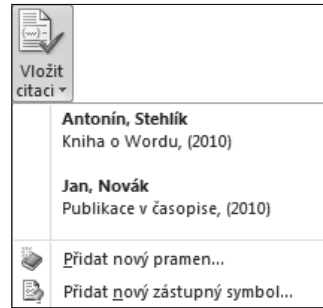 Vložit
citaci
Antonín, Stehlík
Kniha o Wordu, (2010)
Jan, Novák
Publikace v časopise, (2010)
Přidat nový pramen...
Přidat nový zástupný symbol...